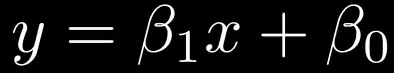 y = β₁x + β₀